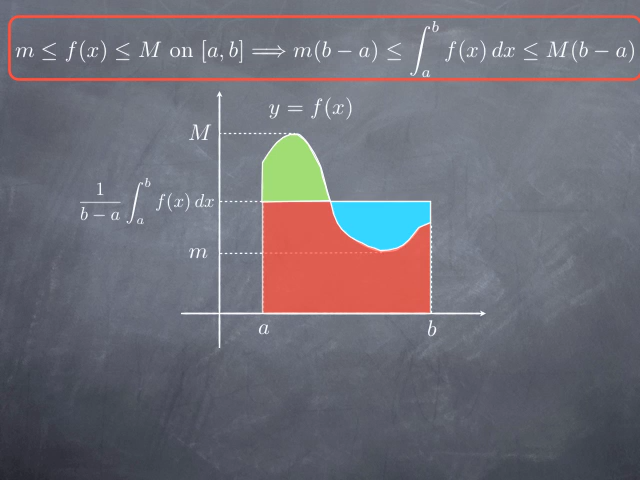 m ≤ f(x) ≤ M on [a, b] ⟹ m(b − a) ≤ ∫_a^b f(x) dx ≤ M(b − a)
y = f(x)
M
1/(b − a) ∫_a^b f(x) dx
m
a b